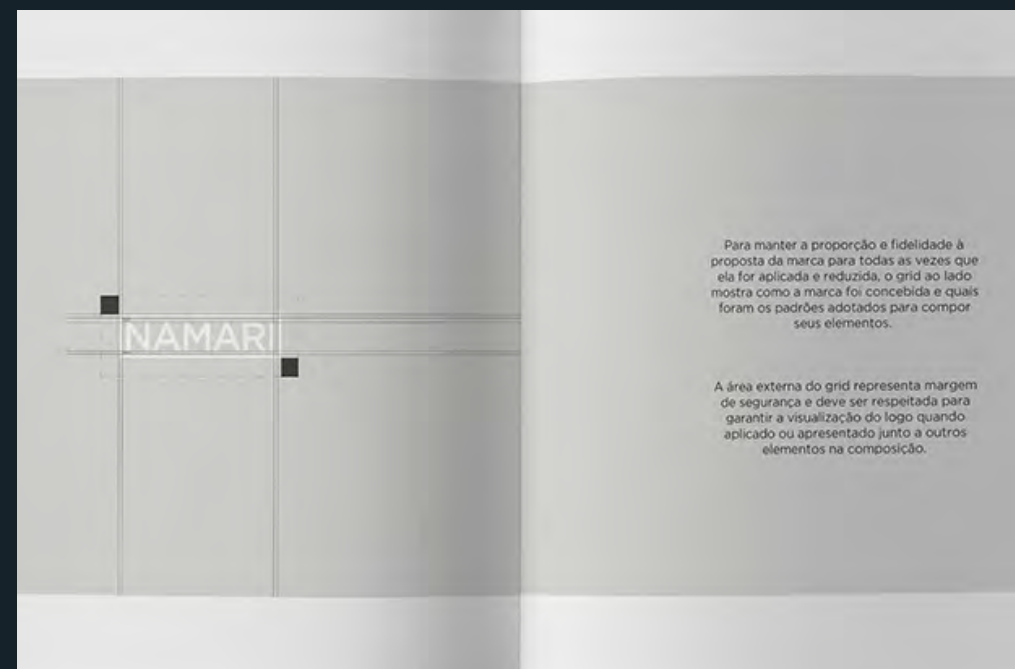 NAMARI
Para manter a proporção e fidelidade à
proposta da marca para todas as vezes que
ela for aplicada e reduzida, o grid ao lado
mostra como a marca foi concebida e quais
foram os padrões adotados para compor
seus elementos.
A área externa do grid representa margem
de segurança e deve ser respeitada para
garantir a visualização do logo quando
aplicado ou apresentado junto a outros
elementos na composição.